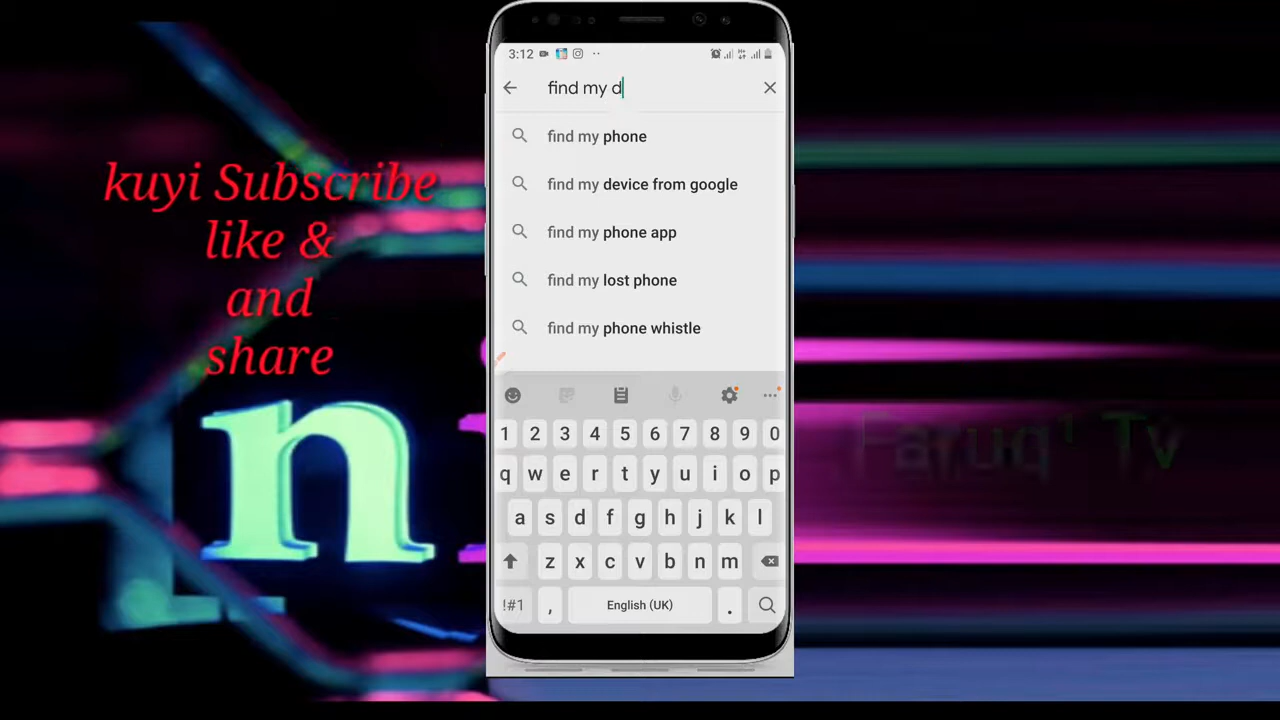 kuyi Subscribe
like &
and
share
n
Faruq¹ Tv
3:12
find my d
find my phone
find my device from google
find my phone app
find my lost phone
find my phone whistle
1 2 3 4 5 6 7 8 9 0
q w e r t y u i o p
a s d f g h j k l
z x c v b n m
!#1 , English (UK) .